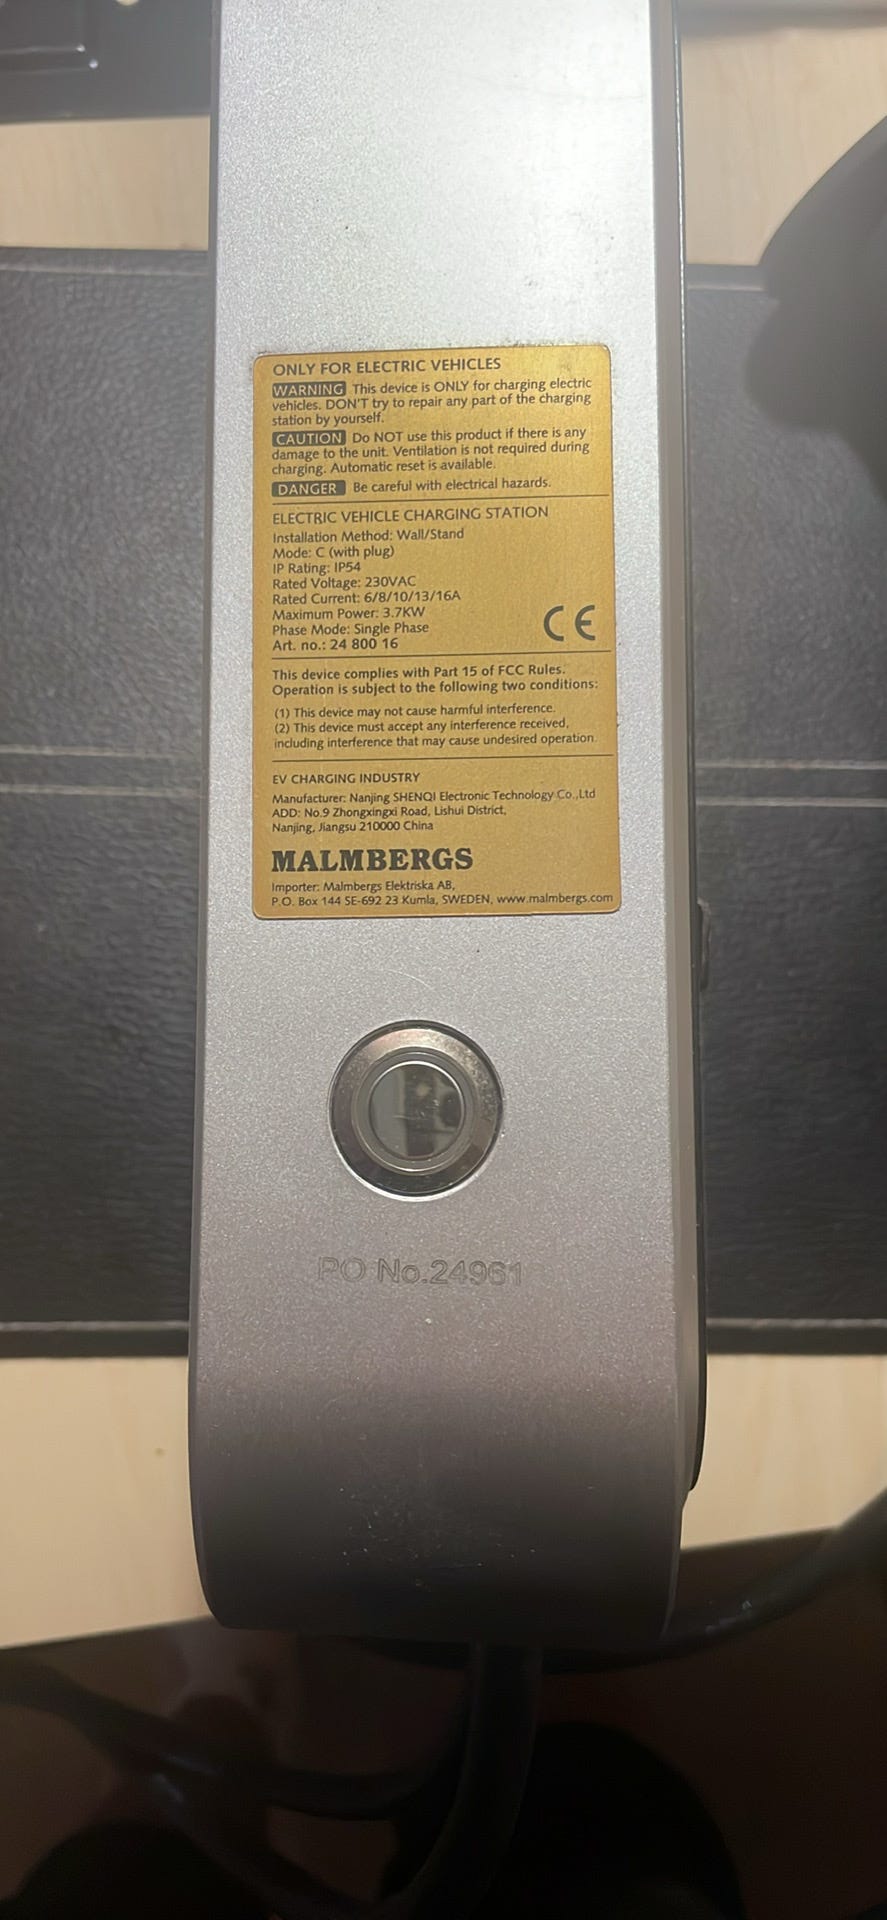 ONLY FOR ELECTRIC VEHICLES
WARNING This device is ONLY for charging electric
vehicles. DON'T try to repair any part of the charging
station by yourself.
CAUTION Do NOT use this product if there is any
damage to the unit. Ventilation is not required during
charging. Automatic reset is available.
DANGER Be careful with electrical hazards.
ELECTRIC VEHICLE CHARGING STATION
Installation Method: Wall/Stand
Mode: C (with plug)
IP Rating: IP54
Rated Voltage: 230VAC
Rated Current: 6/8/10/13/16A
Maximum Power: 3.7KW
Phase Mode: Single Phase
Art. no.: 24 800 16
CE
This device complies with Part 15 of FCC Rules.
Operation is subject to the following two conditions:
(1) This device may not cause harmful interference.
(2) This device must accept any interference received,
including interference that may cause undesired operation.
EV CHARGING INDUSTRY
Manufacturer: Nanjing SHENQI Electronic Technology Co.,Ltd
ADD: No.9 Zhongxingxi Road, Lishui District,
Nanjing, Jiangsu 210000 China
MALMBERGS
Importer: Malmbergs Elektriska AB,
P.O. Box 144 SE-692 23 Kumla, SWEDEN, www.malmbergs.com
PO No.24961